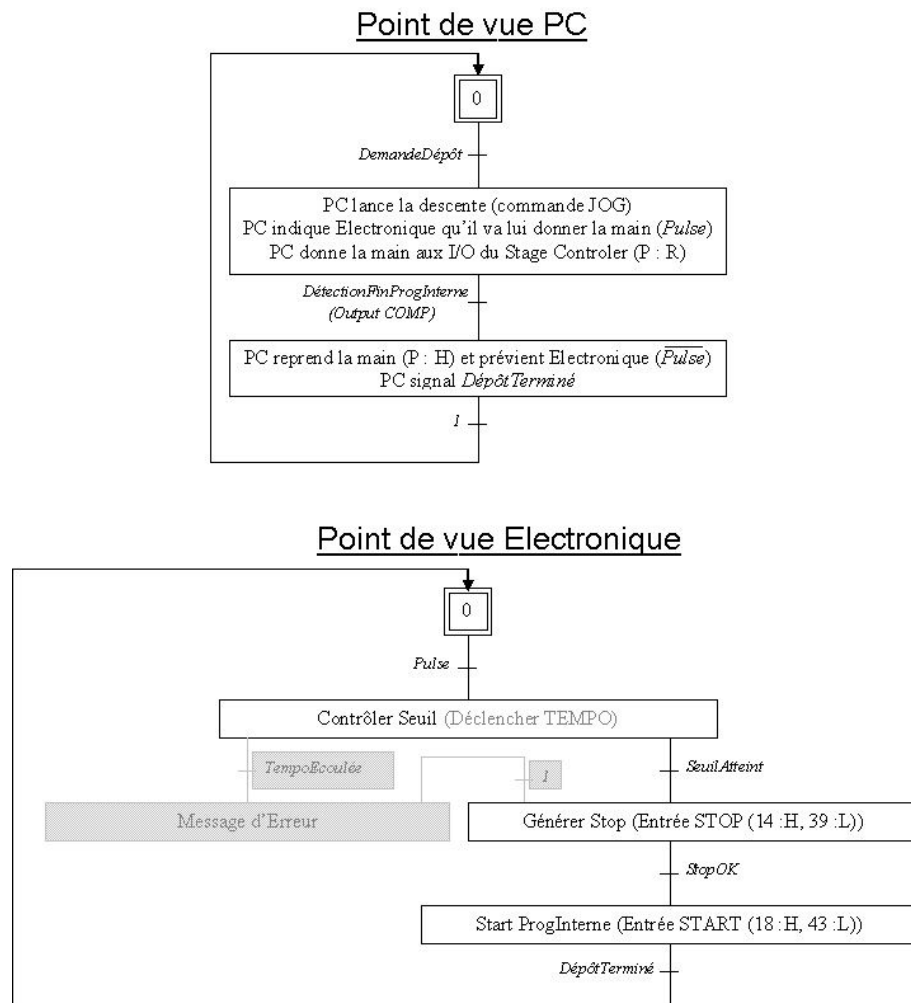 Point de vue PC
0
DemandeDépôt
PC lance la descente (commande JOG)
PC indique Electronique qu'il va lui donner la main (Pulse)
PC donne la main aux I/O du Stage Controler (P : R)
DétectionFinProgInterne
(Output COMP)
PC reprend la main (P : H) et prévient Electronique (P̅u̅l̅s̅e̅)
PC signal DépôtTerminé
1
Point de vue Electronique
0
Pulse
Contrôler Seuil (Déclencher TEMPO)
TempoEcoulée
1
SeuilAtteint
Message d'Erreur
Générer Stop (Entrée STOP (14 :H, 39 :L))
StopOK
Start ProgInterne (Entrée START (18 :H, 43 :L))
DépôtTerminé